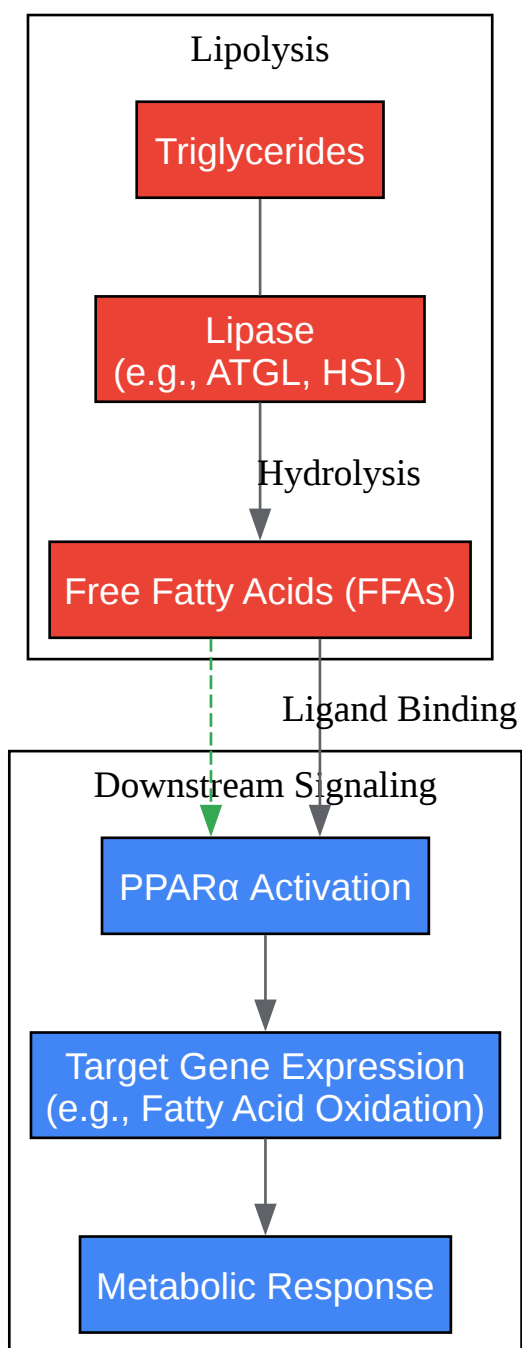 Lipolysis
Triglycerides
Lipase
(e.g., ATGL, HSL)
Hydrolysis
Free Fatty Acids (FFAs)
Ligand Binding
Downstream Signaling
PPARα Activation
Target Gene Expression
(e.g., Fatty Acid Oxidation)
Metabolic Response